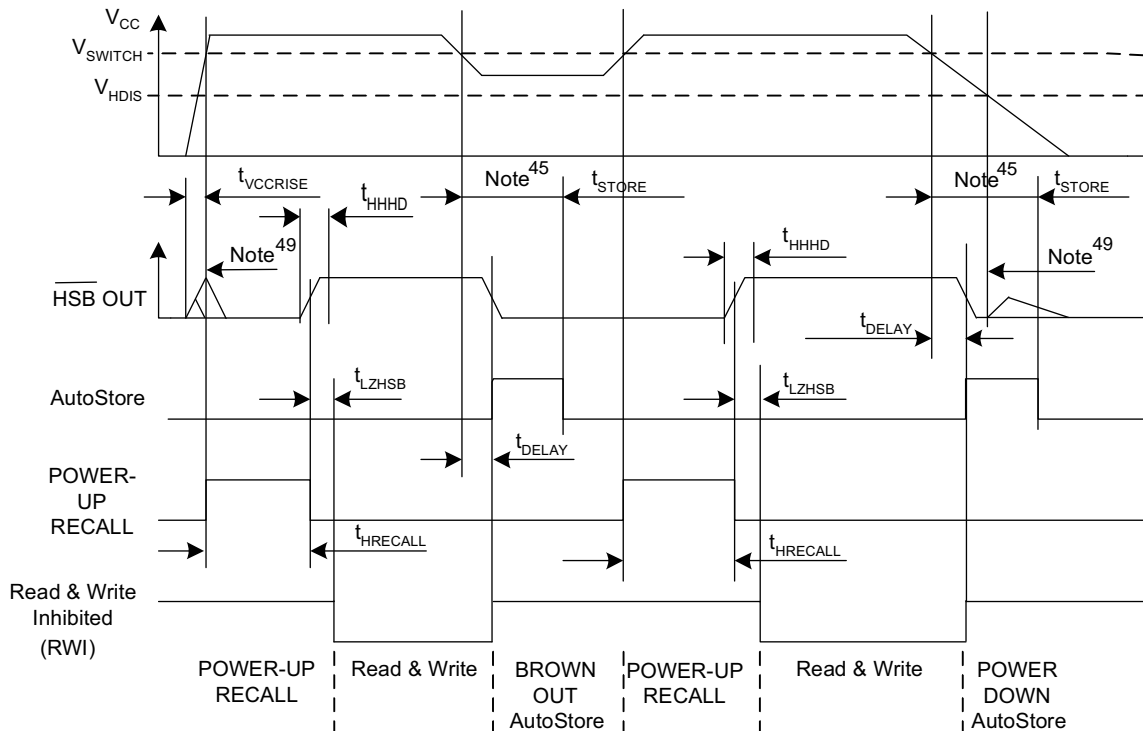 VCC
VSWITCH
VHDIS
tVCCRISE
Note45
tSTORE
Note45
tSTORE
tHHHD
Note49
tHHHD
Note49
HSB OUT
tDELAY
tLZHSB
tLZHSB
AutoStore
tDELAY
POWER-
UP
RECALL
tHRECALL
tHRECALL
Read & Write
Inhibited
(RWI)
POWER-UP
RECALL
Read & Write
BROWN
OUT
AutoStore
POWER-UP
RECALL
Read & Write
POWER
DOWN
AutoStore